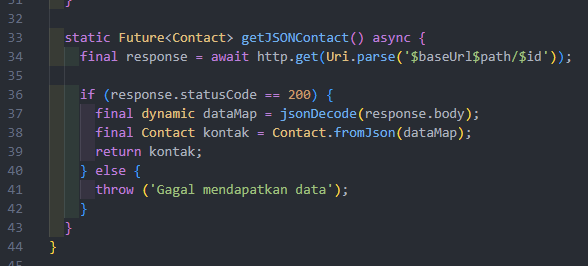 31 }
32
33 static Future<Contact> getJSONContact() async {
34 final response = await http.get(Uri.parse('$baseUrl$path/$id'));
35
36 if (response.statusCode == 200) {
37 final dynamic dataMap = jsonDecode(response.body);
38 final Contact kontak = Contact.fromJson(dataMap);
39 return kontak;
40 } else {
41 throw ('Gagal mendapatkan data');
42 }
43 }
44 }
45